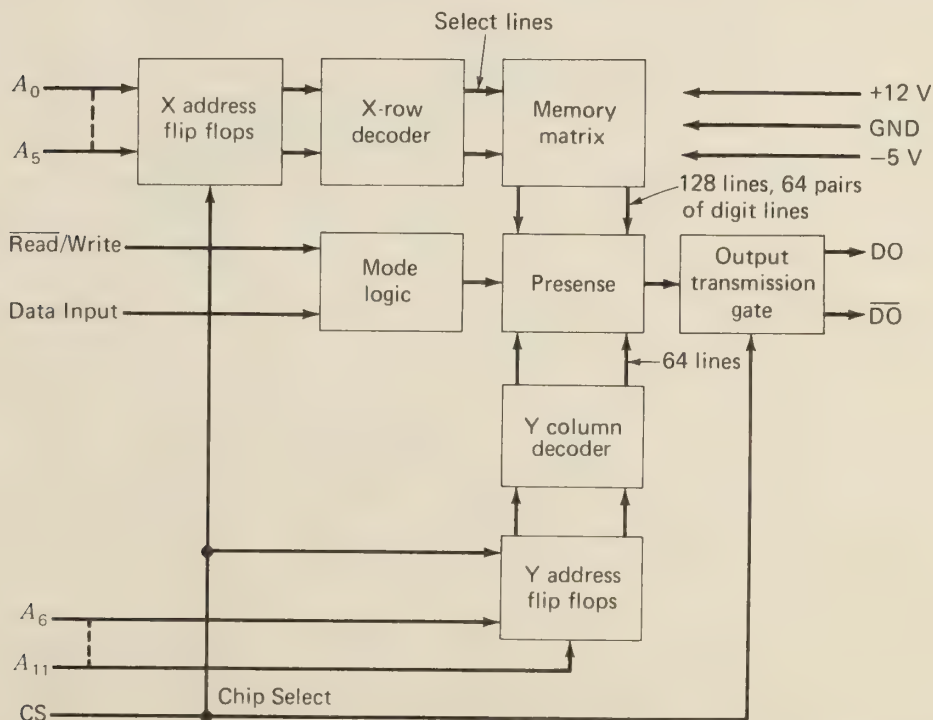 Select lines
A₀
A₅
X address
flip flops
X-row
decoder
Memory
matrix
+12 V
GND
−5 V
128 lines, 64 pairs
of digit lines
R̅e̅a̅d̅/Write
Data Input
Mode
logic
Presense
Output
transmission
gate
DO
D̅O̅
64 lines
Y column
decoder
Y address
flip flops
A₆
A₁₁
Chip Select
CS